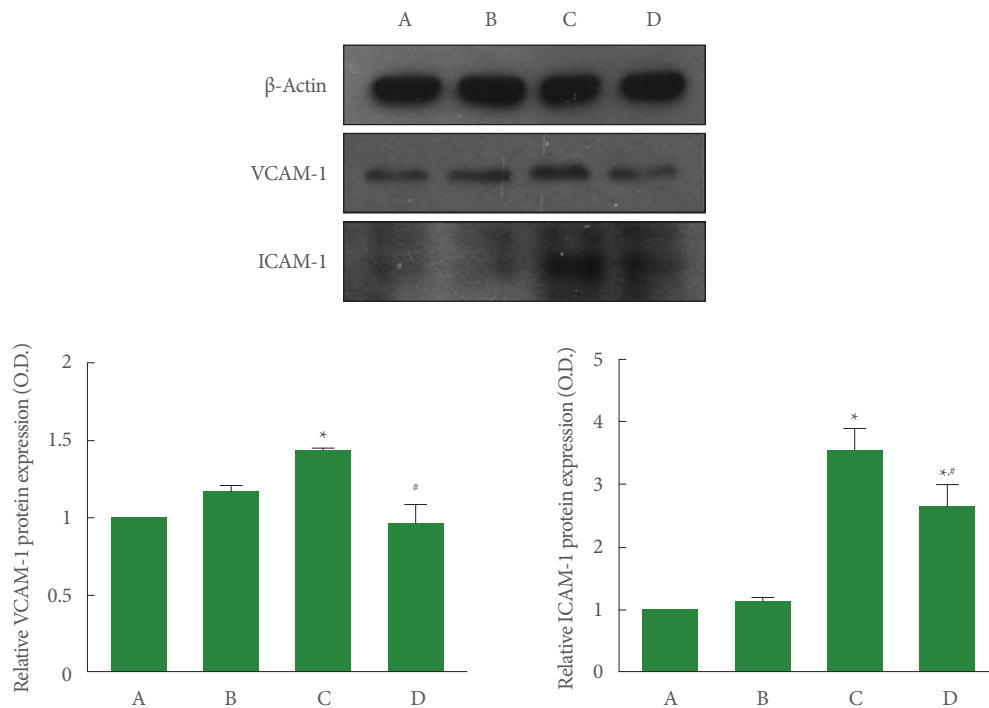 A B C D
β-Actin
VCAM-1
ICAM-1
Relative VCAM-1 protein expression (O.D.)
2
1.5
1
0.5
0
*
#
A B C D
Relative ICAM-1 protein expression (O.D.)
5
4
3
2
1
0
*
*,#
A B C D